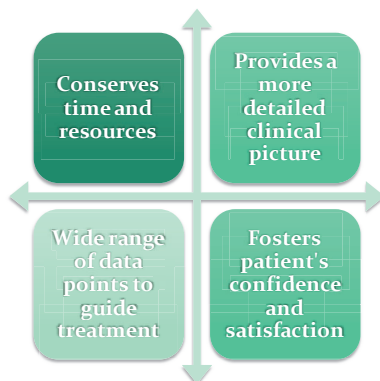 Conserves
time and
resources
Provides a
more
detailed
clinical
picture
Wide range
of data
points to
guide
treatment
Fosters
patient's
confidence
and
satisfaction